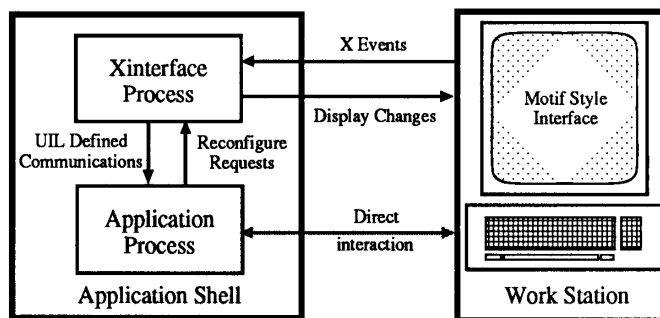 Xinterface
Process
X Events
Display Changes
Motif Style
Interface
UIL Defined
Communications
Reconfigure
Requests
Application
Process
Direct
interaction
Application Shell
Work Station